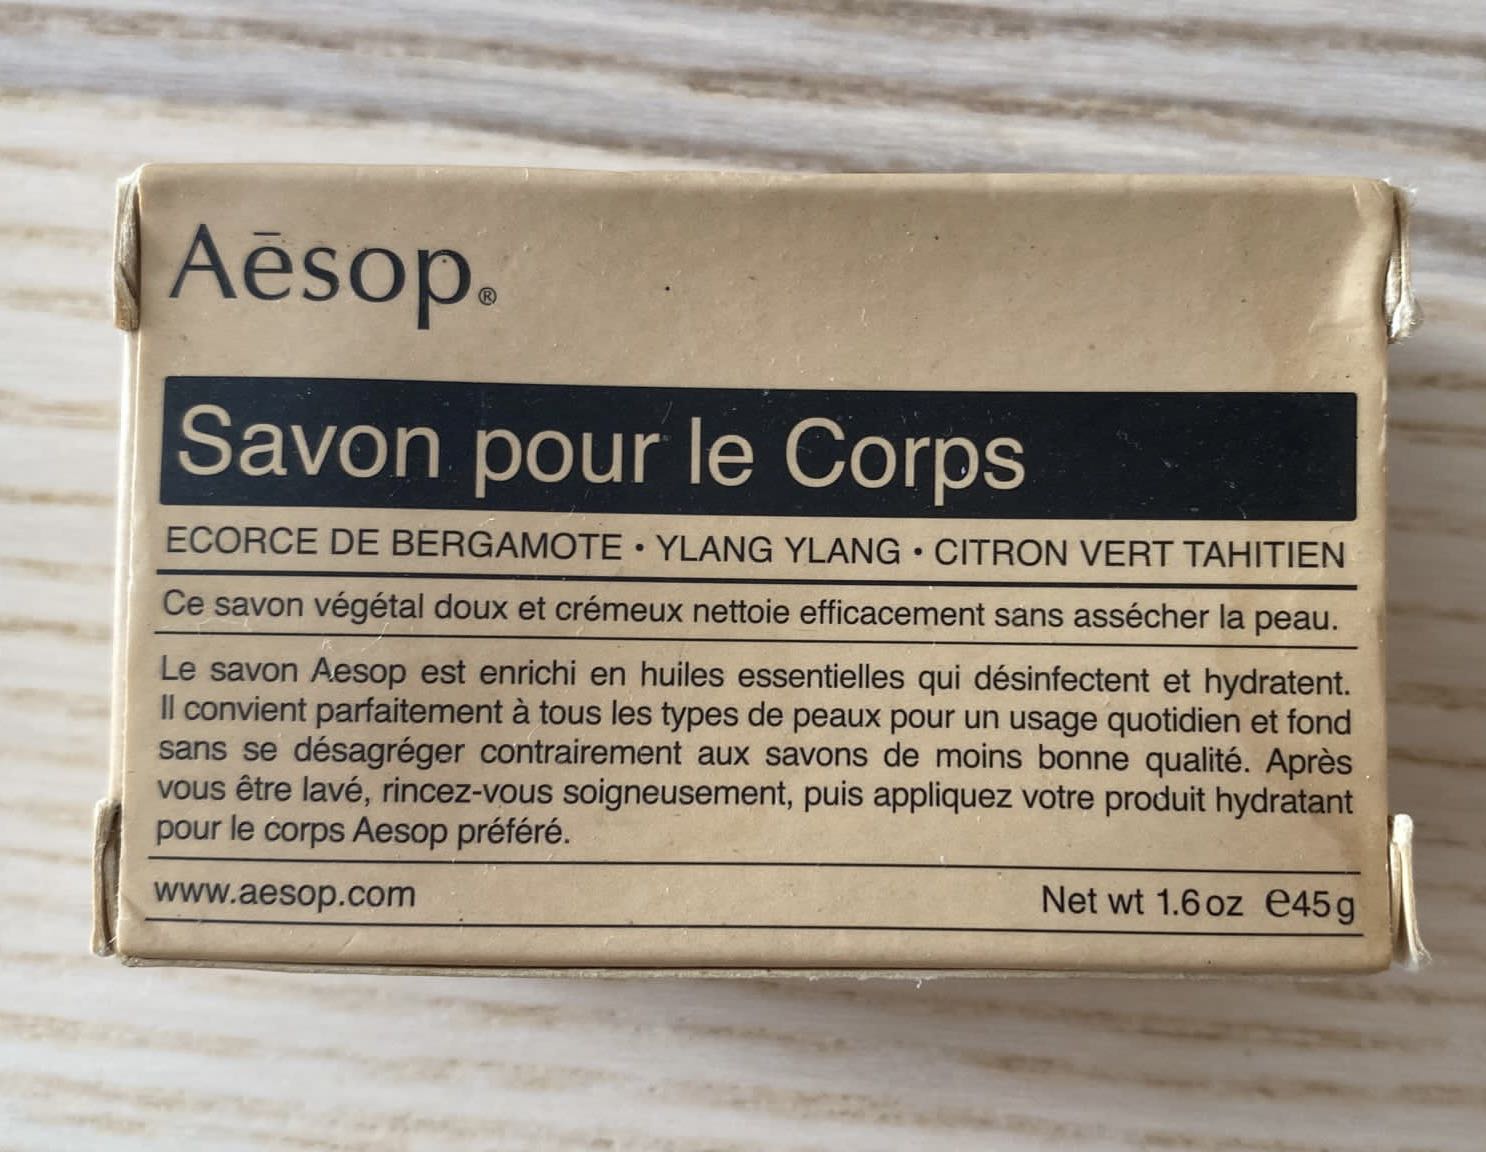 Aēsop®
Savon pour le Corps
ECORCE DE BERGAMOTE • YLANG YLANG • CITRON VERT TAHITIEN
Ce savon végétal doux et crémeux nettoie efficacement sans assécher la peau.
Le savon Aesop est enrichi en huiles essentielles qui désinfectent et hydratent.
Il convient parfaitement à tous les types de peaux pour un usage quotidien et fond
sans se désagréger contrairement aux savons de moins bonne qualité. Après
vous être lavé, rincez-vous soigneusement, puis appliquez votre produit hydratant
pour le corps Aesop préféré.
www.aesop.com Net wt 1.6oz ℮45g